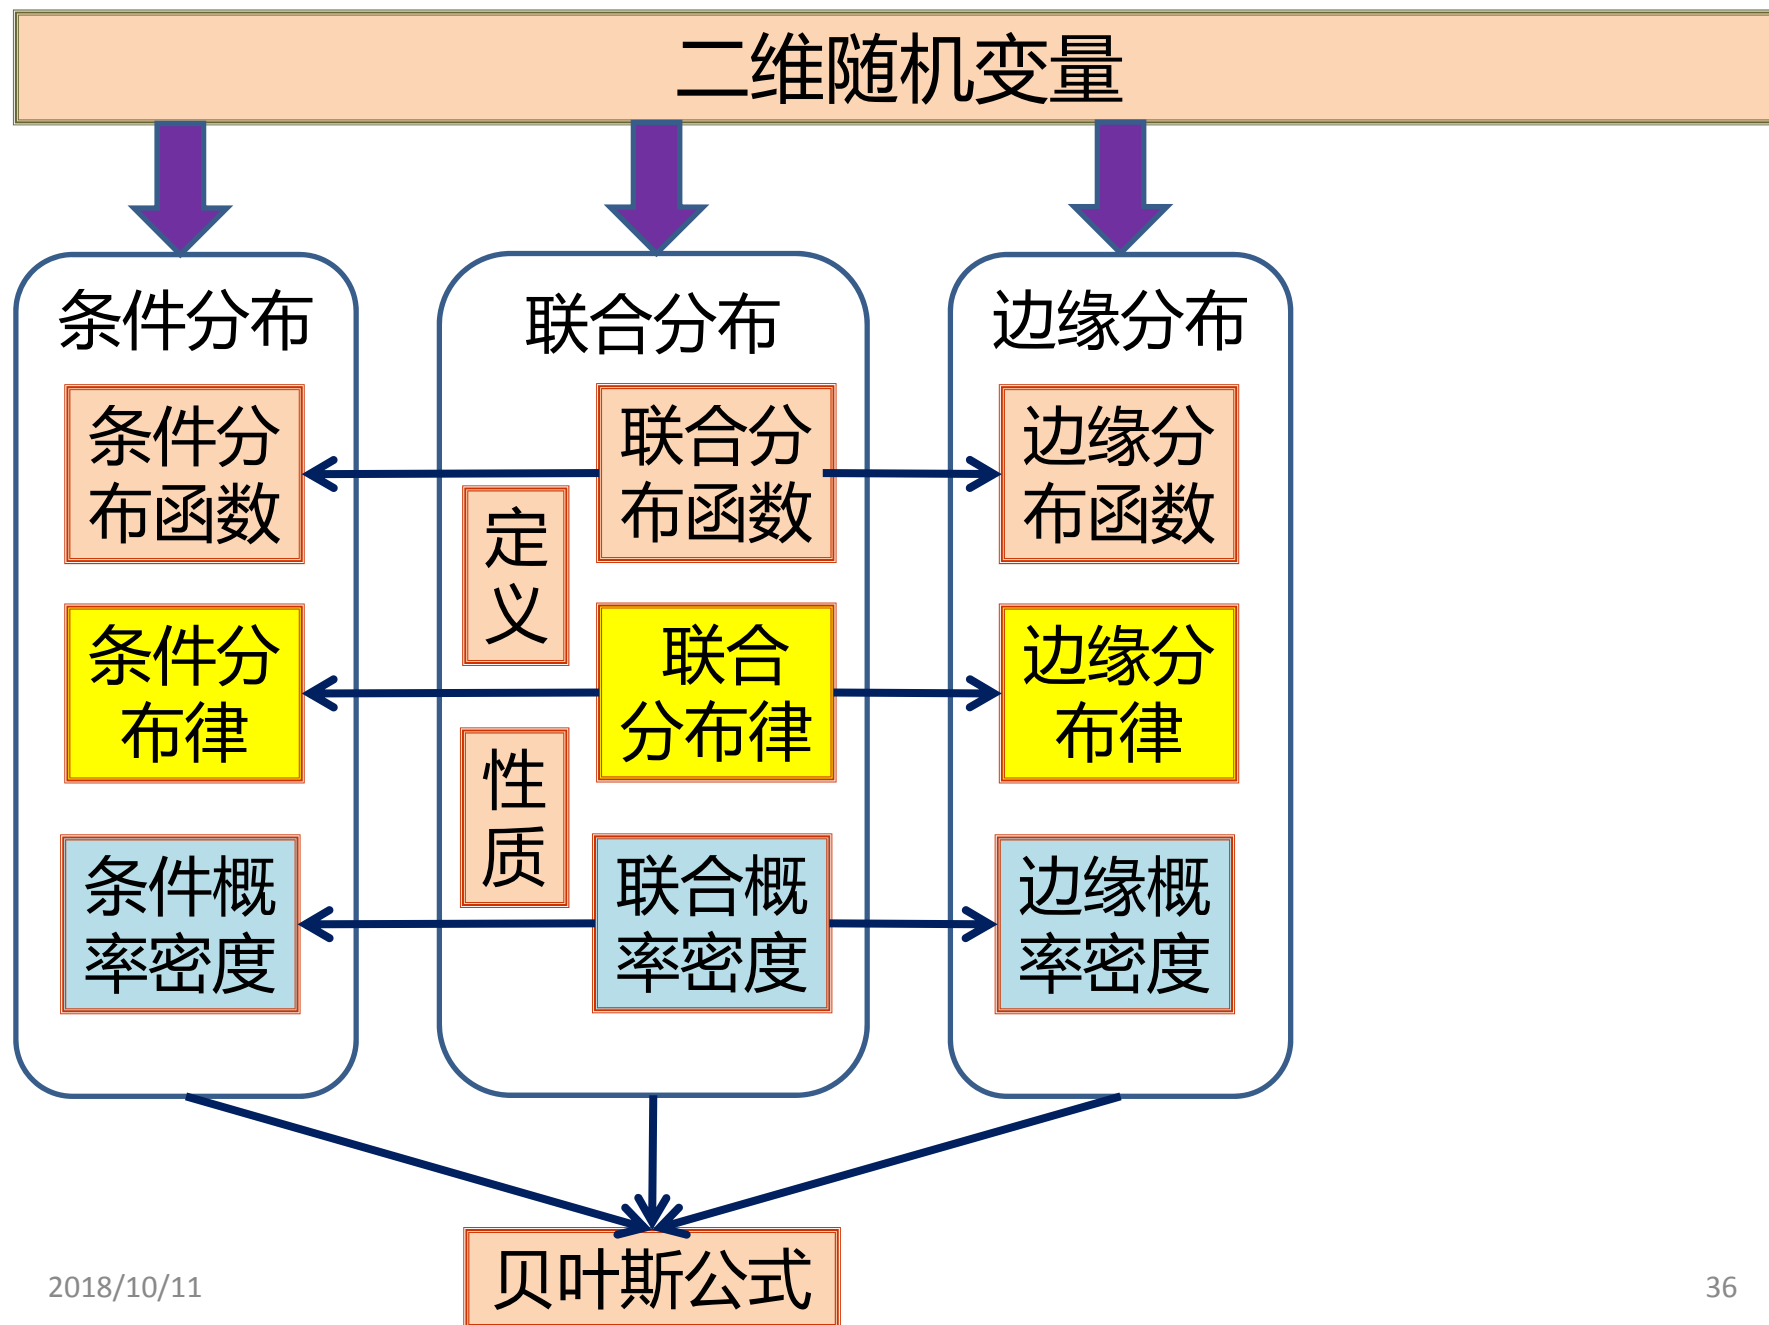 二维随机变量
条件分布
条件分
布函数
条件分
布律
条件概
率密度
联合分布
定
义
性
质
联合分
布函数
联合
分布律
联合概
率密度
边缘分布
边缘分
布函数
边缘分
布律
边缘概
率密度
贝叶斯公式
2018/10/11
36